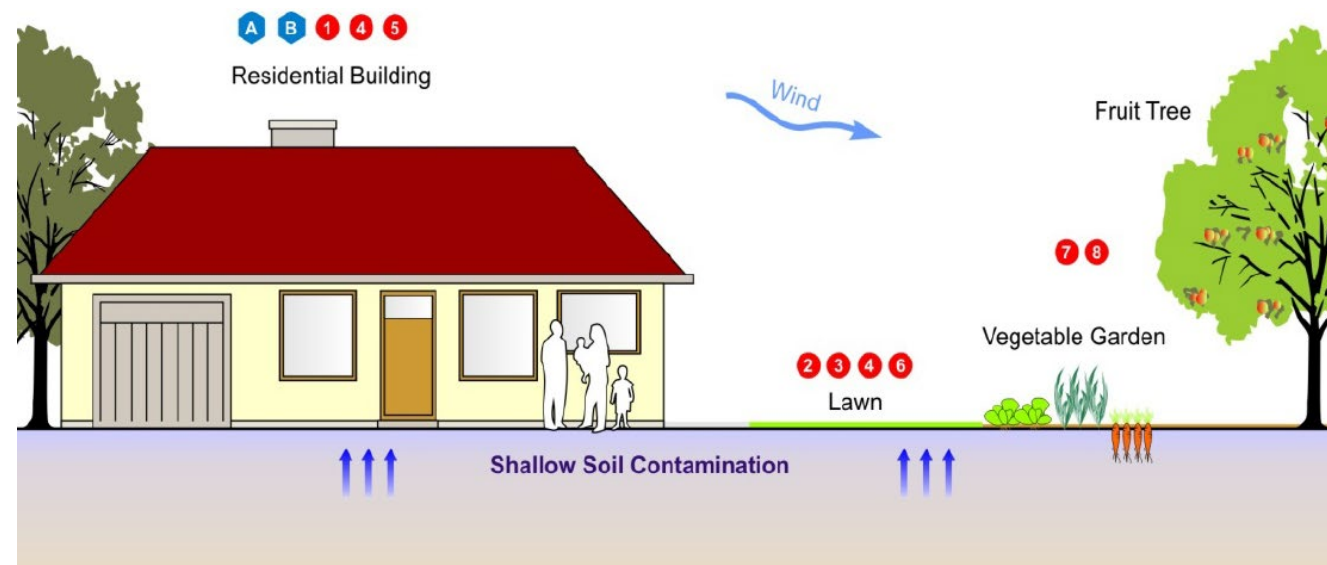 A B 1 4 5
Residential Building
Wind
Fruit Tree
7 8
Vegetable Garden
2 3 4 6
Lawn
Shallow Soil Contamination